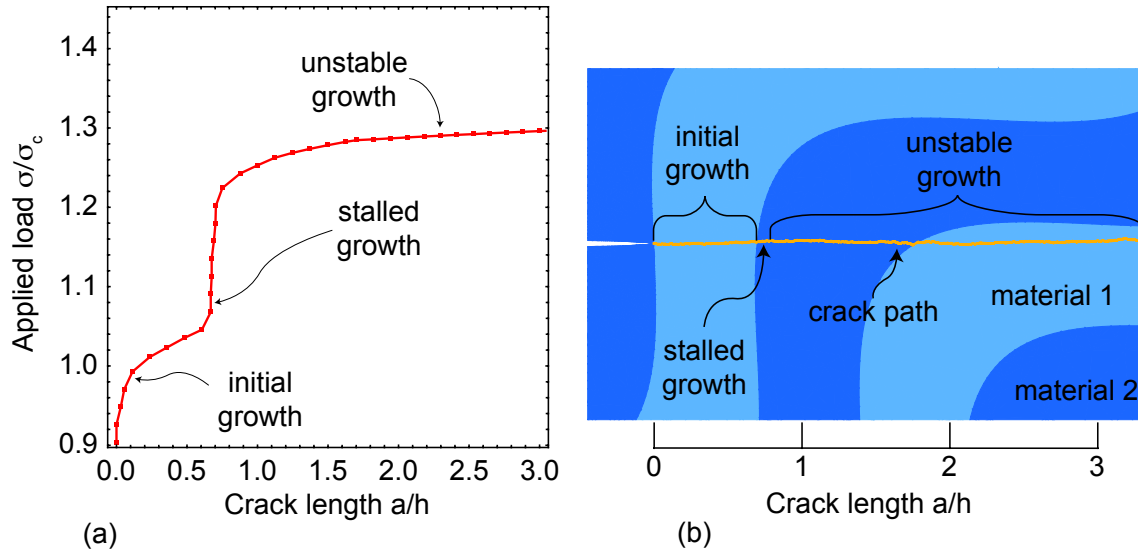 Applied load σ/σc
1.4
1.3
1.2
1.1
1.0
0.9
unstable
growth
stalled
growth
initial
growth
0.0 0.5 1.0 1.5 2.0 2.5 3.0
Crack length a/h
(a)
initial
growth
unstable
growth
stalled
growth
crack path
material 1
material 2
0 1 2 3
Crack length a/h
(b)